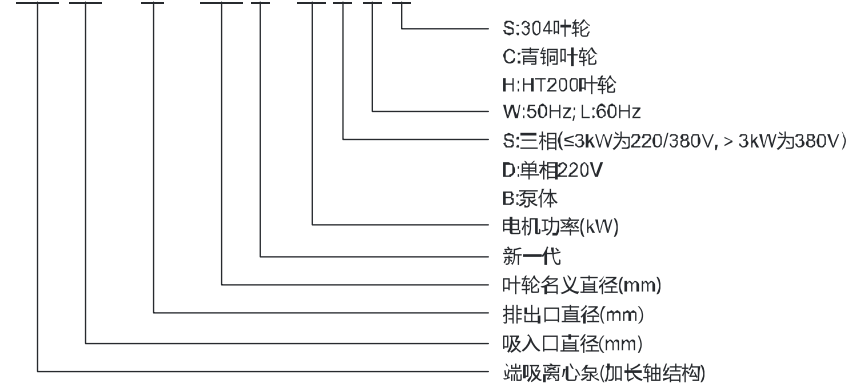 S:304叶轮
C:青铜叶轮
H:HT200叶轮
W:50Hz; L:60Hz
S:三相(≤3kW为220/380V, > 3kW为380V)
D:单相220V
B:泵体
电机功率(kW)
新一代
叶轮名义直径(mm)
排出口直径(mm)
吸入口直径(mm)
端吸离心泵(加长轴结构)